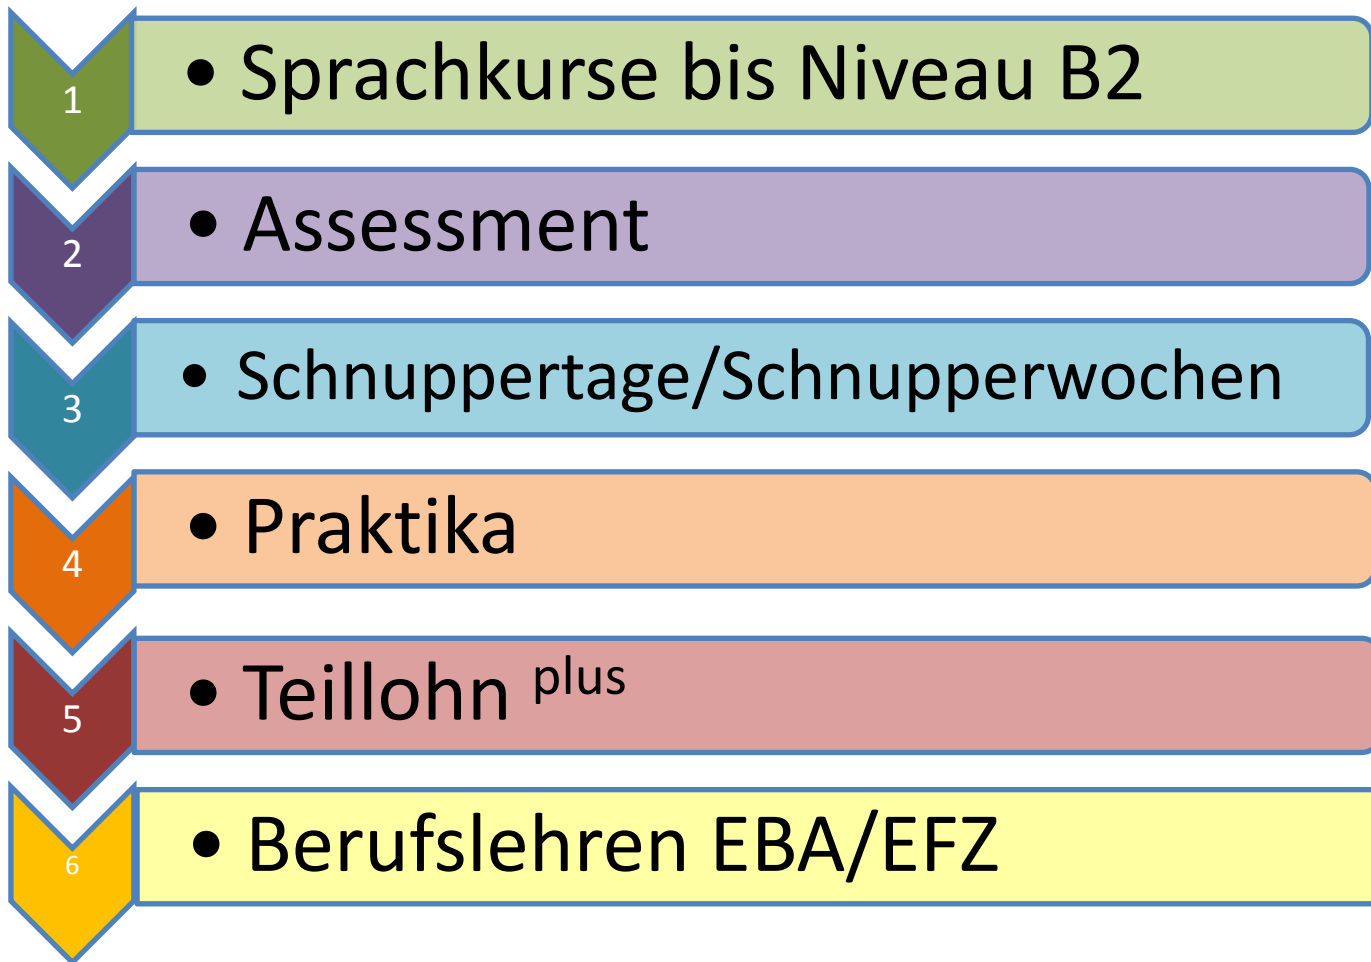 1
• Sprachkurse bis Niveau B2
2
• Assessment
3
• Schnuppertage/Schnupperwochen
4
• Praktika
5
• Teillohn plus
6
• Berufslehren EBA/EFZ